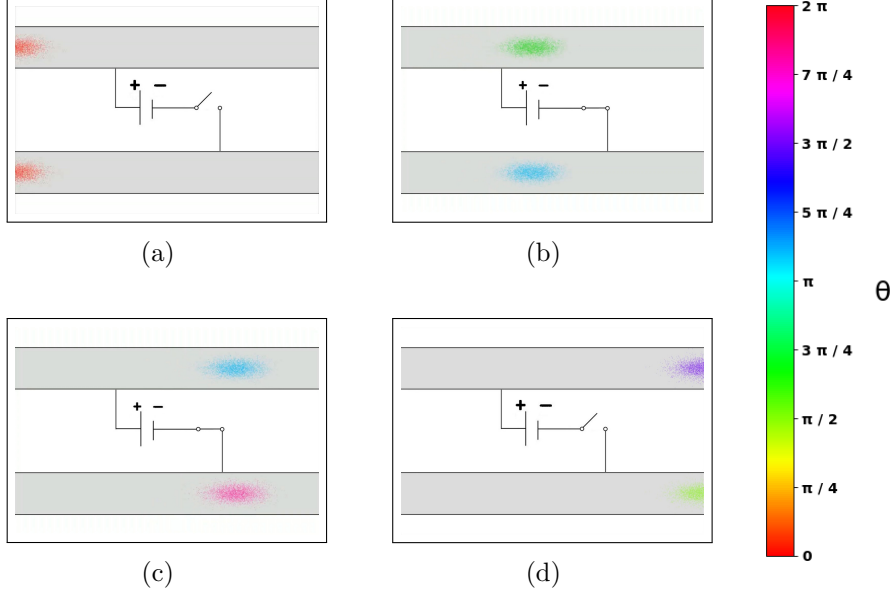 + −
(a)
+ −
(b)
+ −
(c)
+ −
(d)
2 π
7 π / 4
3 π / 2
5 π / 4
π
3 π / 4
π / 2
π / 4
0
θ